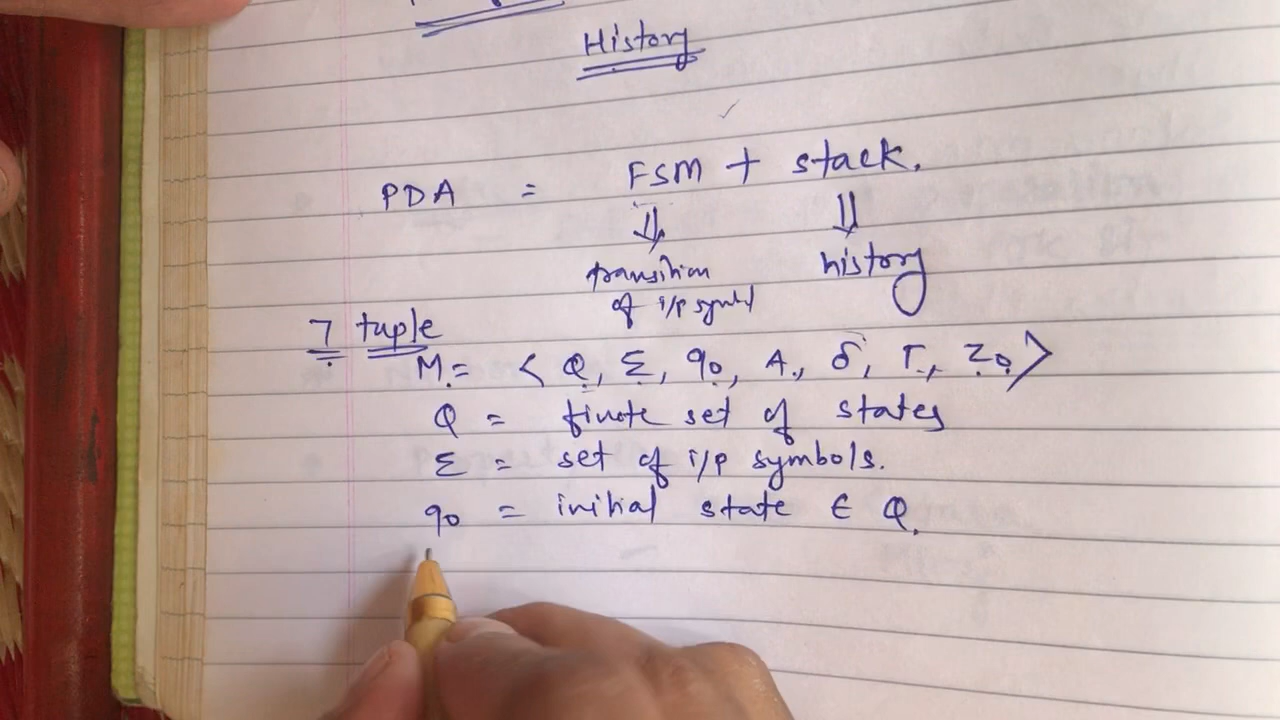 History
PDA = FSM + stack.
⇓ ⇓
transition history
of i/p symbl
7 tuple
M = < Q, Σ, q0, A, δ, Γ, Z0 >
Q = finite set of states
Σ = set of i/p symbols.
q0 = initial state ∈ Q.